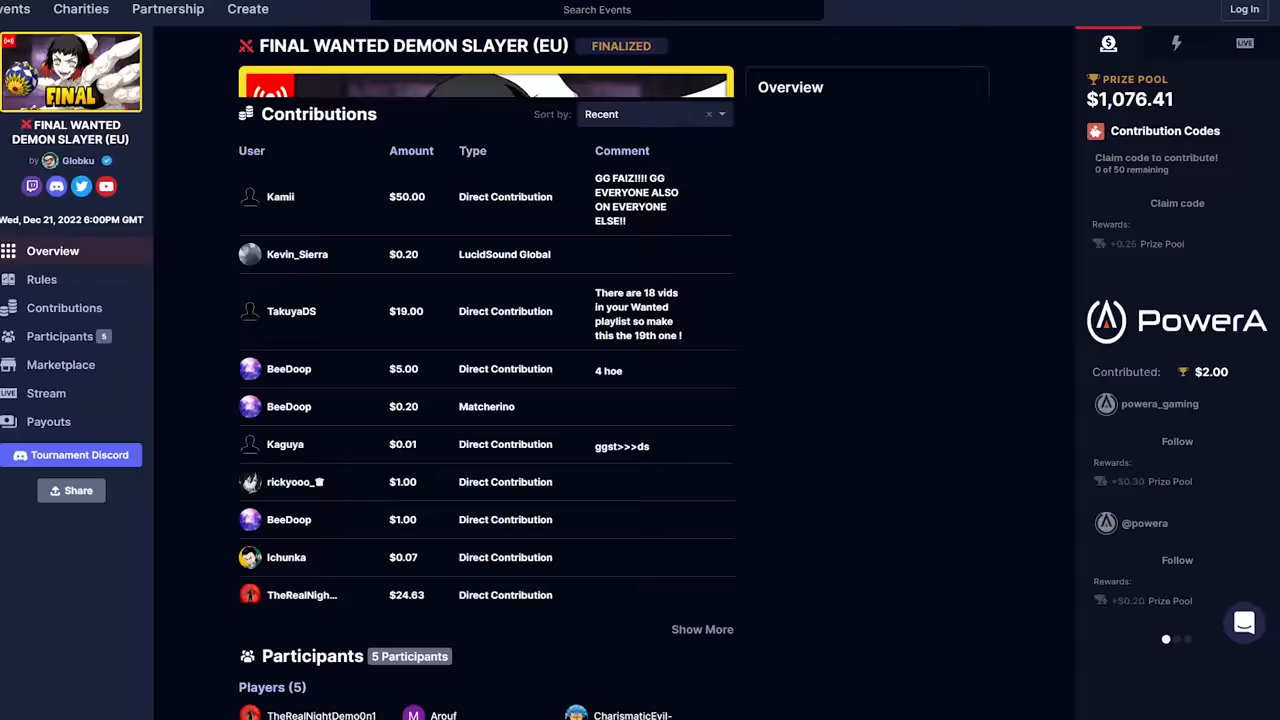 vents Charities Partnership Create Search Events Log In
FINAL
FINAL WANTED
DEMON SLAYER (EU)
by Globku
Wed, Dec 21, 2022 6:00PM GMT
Overview
Rules
Contributions
Participants 5
Marketplace
LIVE Stream
Payouts
Tournament Discord
Share
FINAL WANTED DEMON SLAYER (EU) FINALIZED
Overview
Contributions Sort by: Recent ×
User Amount Type Comment
Kamii $50.00 Direct Contribution
GG FAIZ!!!! GG
EVERYONE ALSO
ON EVERYONE
ELSE!!
Kevin_Sierra $0.20 LucidSound Global
TakuyaDS $19.00 Direct Contribution
There are 18 vids
in your Wanted
playlist so make
this the 19th one !
BeeDoop $5.00 Direct Contribution 4 hoe
BeeDoop $0.20 Matcherino
Kaguya $0.01 Direct Contribution ggst>>>ds
rickyooo_ $1.00 Direct Contribution
BeeDoop $1.00 Direct Contribution
Ichunka $0.07 Direct Contribution
TheRealNigh... $24.63 Direct Contribution
Show More
Participants 5 Participants
Players (5)
TheRealNightDemo0n1 M Arouf CharismaticEvil-
LIVE
PRIZE POOL
$1,076.41
Contribution Codes
Claim code to contribute!
0 of 50 remaining
Claim code
Rewards:
+0.25 Prize Pool
PowerA
Contributed: $2.00
powera_gaming
Follow
Rewards:
+$0.30 Prize Pool
@powera
Follow
Rewards:
+$0.20 Prize Pool